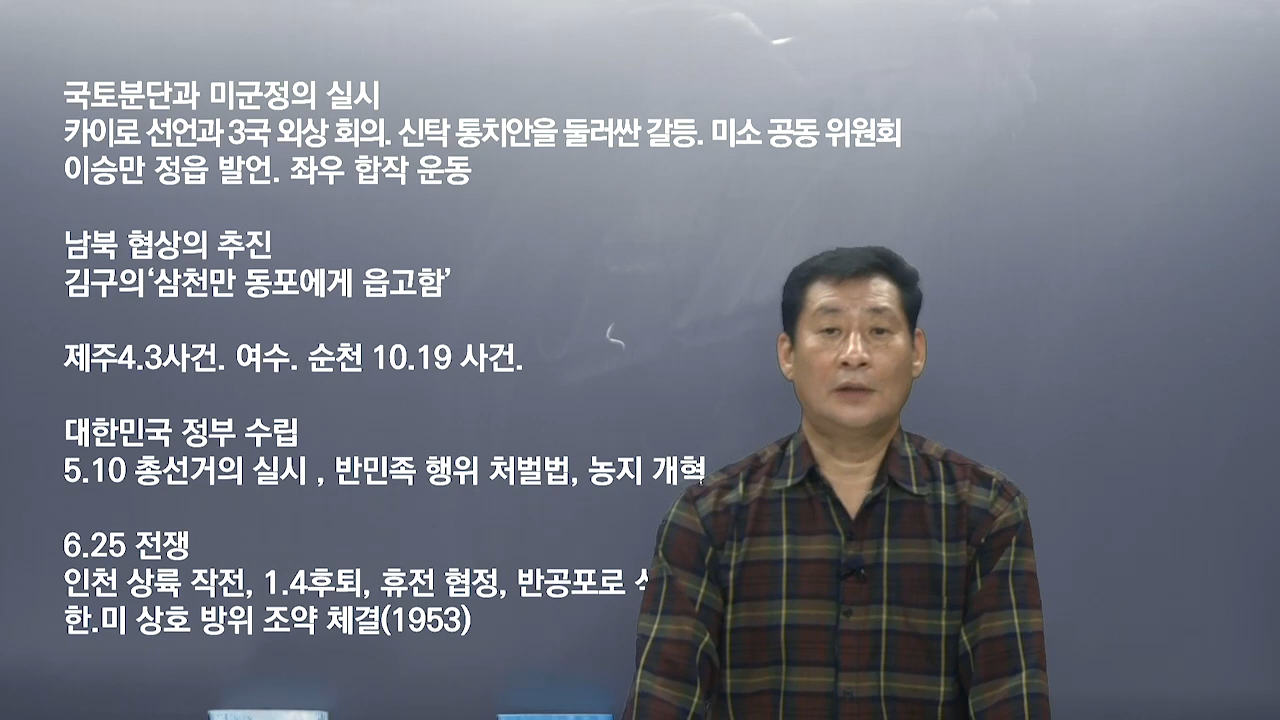 국토분단과 미군정의 실시
카이로 선언과 3국 외상 회의. 신탁 통치안을 둘러싼 갈등. 미소 공동 위원회
이승만 정읍 발언. 좌우 합작 운동
남북 협상의 추진
김구의 ‘삼천만 동포에게 읍고함’
제주4.3사건. 여수. 순천 10.19 사건.
대한민국 정부 수립
5.10 총선거의 실시 , 반민족 행위 처벌법, 농지 개혁
6.25 전쟁
인천 상륙 작전, 1.4후퇴, 휴전 협정, 반공포로
한.미 상호 방위 조약 체결(1953)